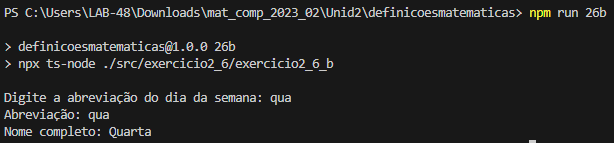 PS C:\Users\LAB-48\Downloads\mat_comp_2023_02\Unid2\definicoesmatematicas> npm run 26b
> definicoesmatematicas@1.0.0 26b
> npx ts-node ./src/exercicio2_6/exercicio2_6_b
Digite a abreviação do dia da semana: qua
Abreviação: qua
Nome completo: Quarta